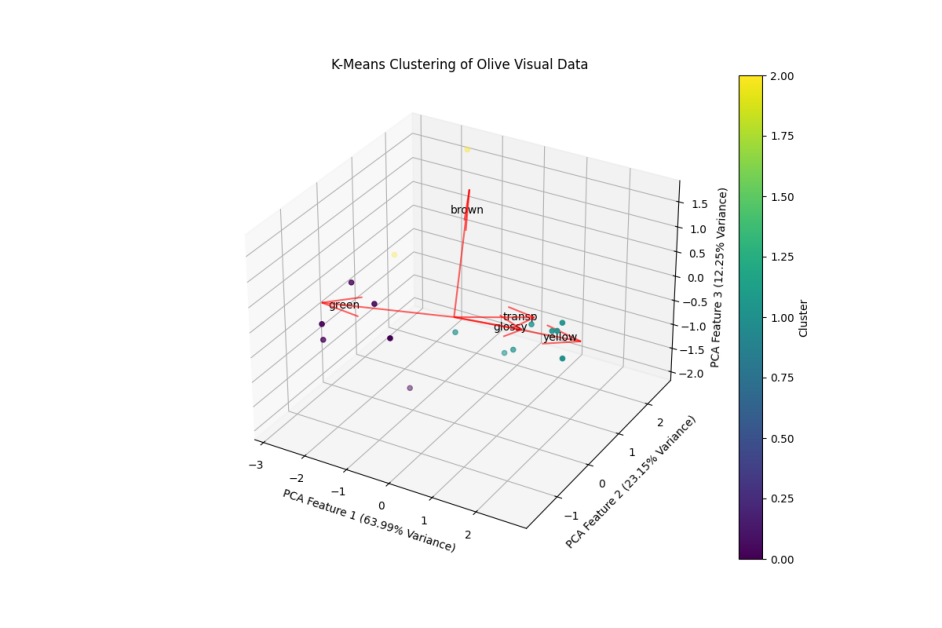 K-Means Clustering of Olive Visual Data
2.00
1.75
1.50
1.25
1.00
0.75
0.50
0.25
0.00
Cluster
brown
green
transp
glossy
yellow
1.5
1.0
0.5
0.0
−0.5
−1.0
−1.5
−2.0
PCA Feature 3 (12.25% Variance)
−3
−2
−1
0
1
2
PCA Feature 1 (63.99% Variance)
2
1
0
−1
PCA Feature 2 (23.15% Variance)